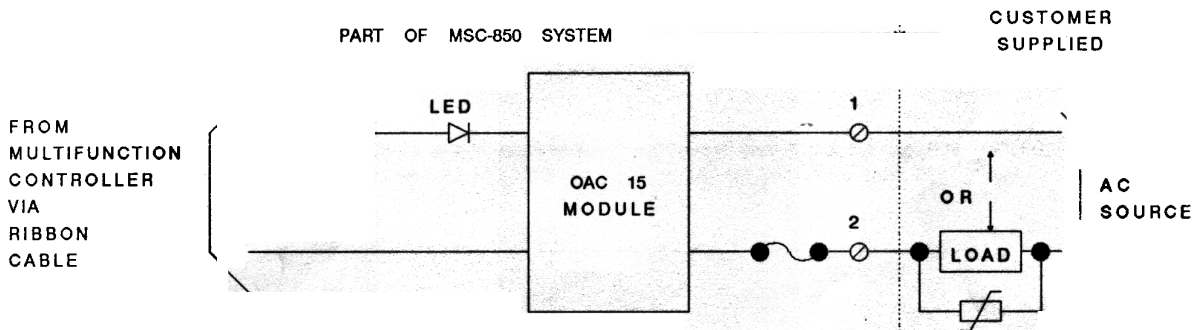 PART OF MSC-850 SYSTEM
CUSTOMER
SUPPLIED
FROM
MULTIFUNCTION
CONTROLLER
VIA
RIBBON
CABLE
LED
OAC 15
MODULE
1
2
OR
LOAD
AC
SOURCE